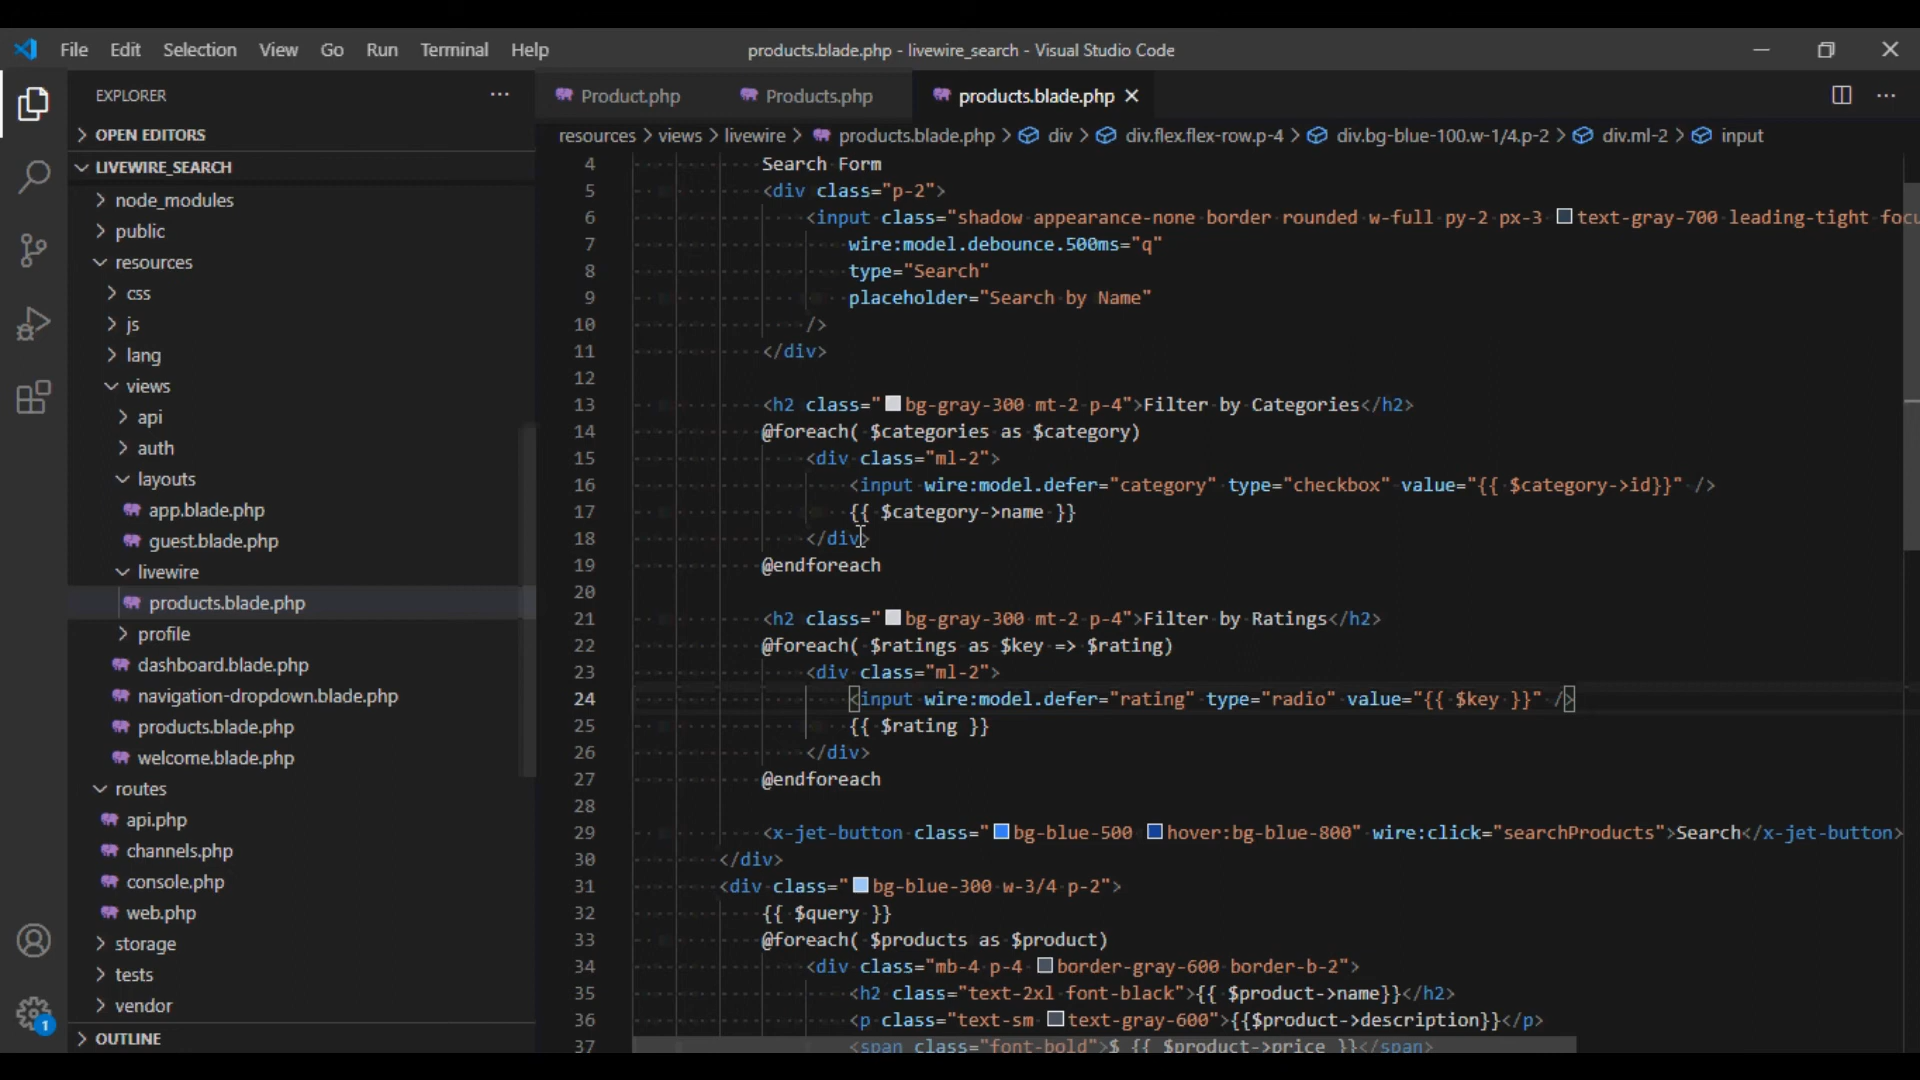 File Edit Selection View Go Run Terminal Help
products.blade.php - livewire_search - Visual Studio Code
EXPLORER
OPEN EDITORS
LIVEWIRE_SEARCH
node_modules
public
resources
css
js
lang
views
api
auth
layouts
app.blade.php
guest.blade.php
livewire
products.blade.php
profile
dashboard.blade.php
navigation-dropdown.blade.php
products.blade.php
welcome.blade.php
routes
api.php
channels.php
console.php
web.php
storage
tests
vendor
OUTLINE
1
Product.php Products.php products.blade.php
resources > views > livewire > products.blade.php > div > div.flex.flex-row.p-4 > div.bg-blue-100.w-1/4.p-2 > div.ml-2 > input
4 Search Form
5 <div class="p-2">
6 <input class="shadow appearance-none border rounded w-full py-2 px-3 text-gray-700 leading-tight focu
7 wire:model.debounce.500ms="q"
8 type="Search"
9 placeholder="Search by Name"
10 />
11 </div>
12
13 <h2 class="bg-gray-300 mt-2 p-4">Filter by Categories</h2>
14 @foreach( $categories as $category)
15 <div class="ml-2">
16 <input wire:model.defer="category" type="checkbox" value="{{ $category->id}}" />
17 {{ $category->name }}
18 </div>
19 @endforeach
20
21 <h2 class="bg-gray-300 mt-2 p-4">Filter by Ratings</h2>
22 @foreach( $ratings as $key => $rating)
23 <div class="ml-2">
24 <input wire:model.defer="rating" type="radio" value="{{ $key }}" />
25 {{ $rating }}
26 </div>
27 @endforeach
28
29 <x-jet-button class="bg-blue-500 hover:bg-blue-800" wire:click="searchProducts">Search</x-jet-button>
30 </div>
31 <div class="bg-blue-300 w-3/4 p-2">
32 {{ $query }}
33 @foreach( $products as $product)
34 <div class="mb-4 p-4 border-gray-600 border-b-2">
35 <h2 class="text-2xl font-black">{{ $product->name}}</h2>
36 <p class="text-sm text-gray-600">{{$product->description}}</p>
37 <span class="font-bold">$ {{ $product->price }}</span>